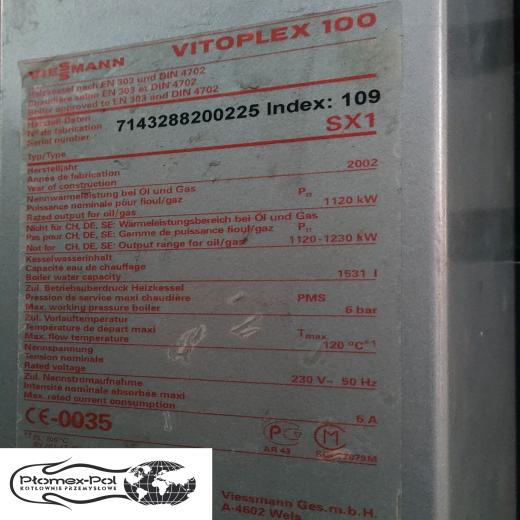 VIESMANN VITOPLEX 100
Heizkessel nach EN 303 und DIN 4702
Chaudière selon EN 303 et DIN 4702
Boiler approved to EN 303 and DIN 4702
Herstell-Daten
N° de fabrication 7143288200225 Index: 109
Serial number
Typ/Type SX1
Herstelljahr
Année de fabrication 2002
Year of construction
Nennwärmeleistung bei Öl und Gas
Puissance nominale pour fioul/gaz P 1120 kW
Rated output for oil/gas
Nicht für CH, DE, SE: Wärmeleistungsbereich bei Öl und Gas
Pas pour CH, DE, SE: Gamme de puissance fioul/gaz P
Not for CH, DE, SE: Output range for oil/gas 1120-1230 kW
Kesselwasserinhalt
Capacité eau de chauffage
Boiler water capacity 1531 l
Zul. Betriebsüberdruck Heizkessel
Pression de service maxi chaudière PMS
Max. working pressure boiler 6 bar
Zul. Vorlauftemperatur
Température de départ maxi Tmax
Max. flow temperature 120 °C*1
Nennspannung
Tension nominale
Rated voltage 230 V~ 50 Hz
Zul. Nennstromaufnahme
Intensité nominale absorbée maxi
Max. rated current consumption 6 A
CE-0035
AR 43
Viessmann Ges.m.b.H.
A-4602 Wels
Płomex-Pol
KOTŁOWNIE PRZEMYSŁOWE